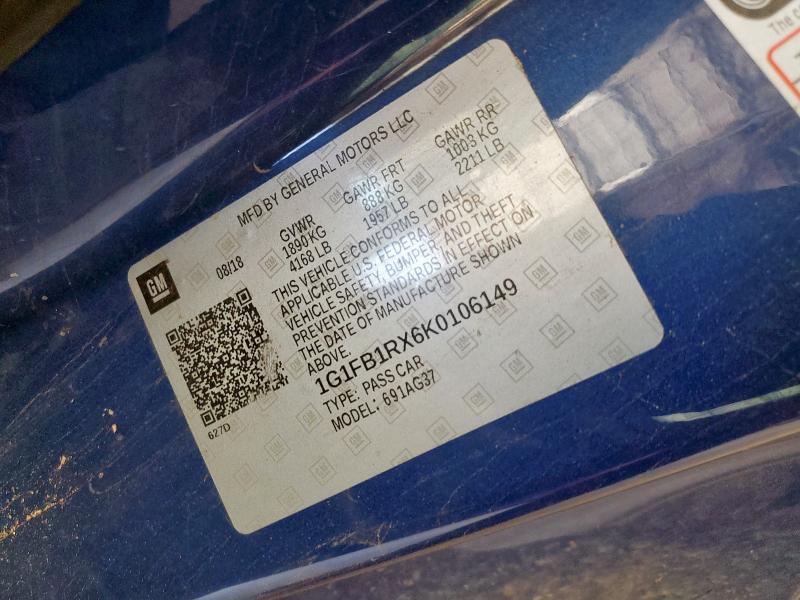 MFD BY GENERAL MOTORS LLC
08/18
GVWR GAWR FRT GAWR RR
1890 KG 888 KG 1003 KG
4168 LB 1957 LB 2211 LB
THIS VEHICLE CONFORMS TO ALL
APPLICABLE U.S. FEDERAL MOTOR
VEHICLE SAFETY, BUMPER, AND THEFT
PREVENTION STANDARDS IN EFFECT ON
THE DATE OF MANUFACTURE SHOWN
ABOVE.
1G1FB1RX6K0106149
TYPE: PASS CAR
MODEL: 691AG37
GM
627D
The